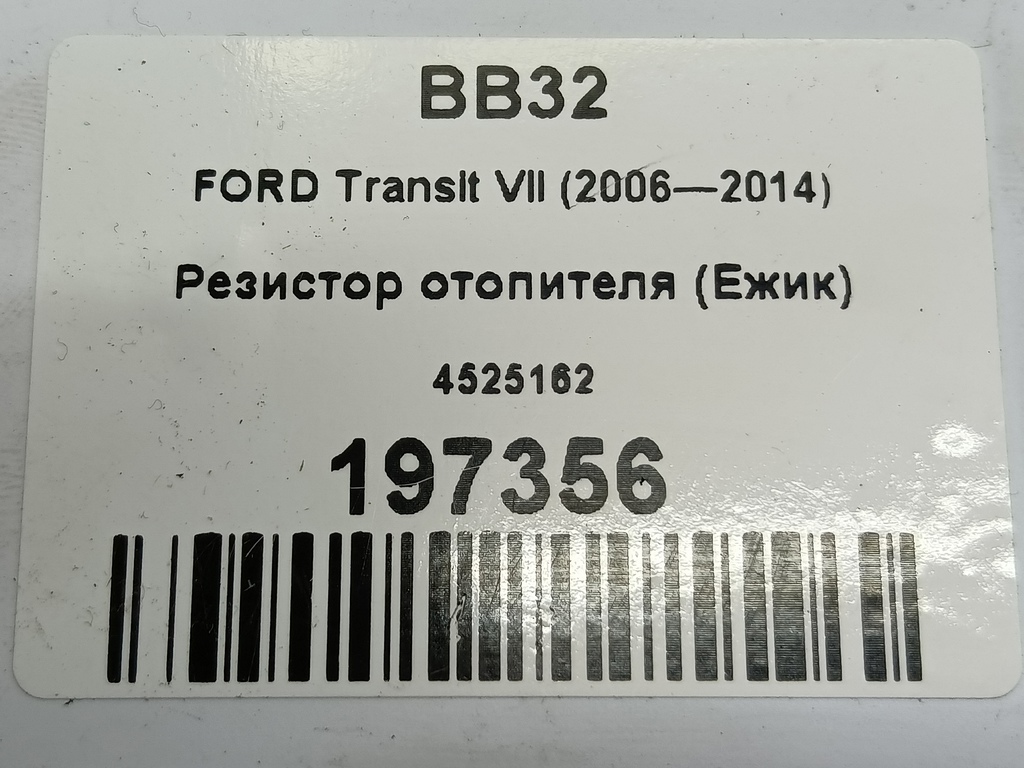 BB32
FORD Transit VII (2006—2014)
Резистор отопителя (Ежик)
4525162
197356